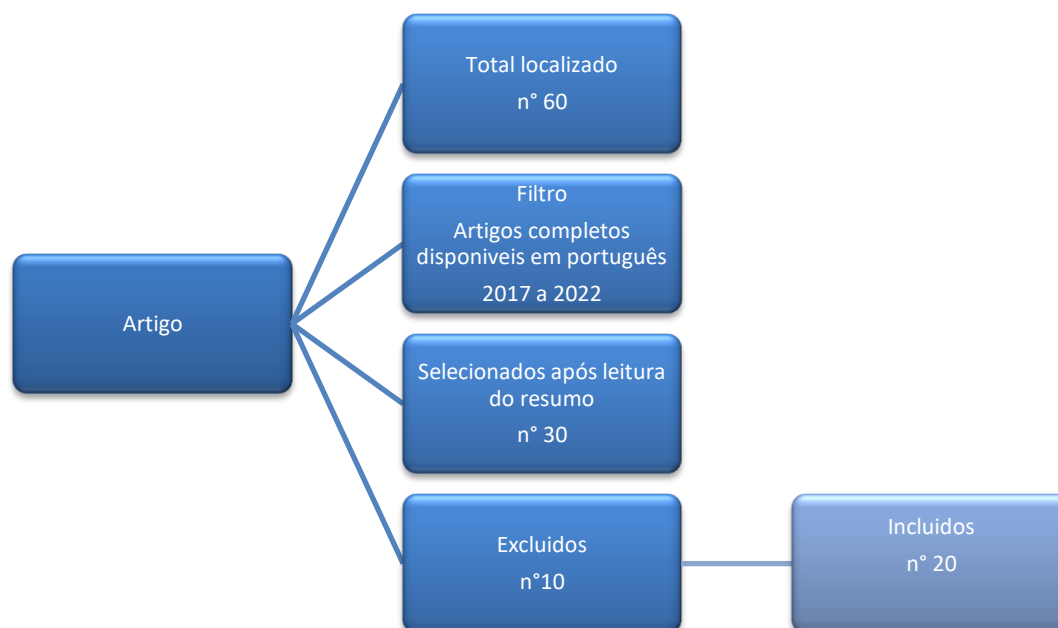 Total localizado
n° 60
Filtro
Artigos completos
disponiveis em português
2017 a 2022
Artigo
Selecionados após leitura
do resumo
n° 30
Excluidos
n°10
Incluidos
n° 20